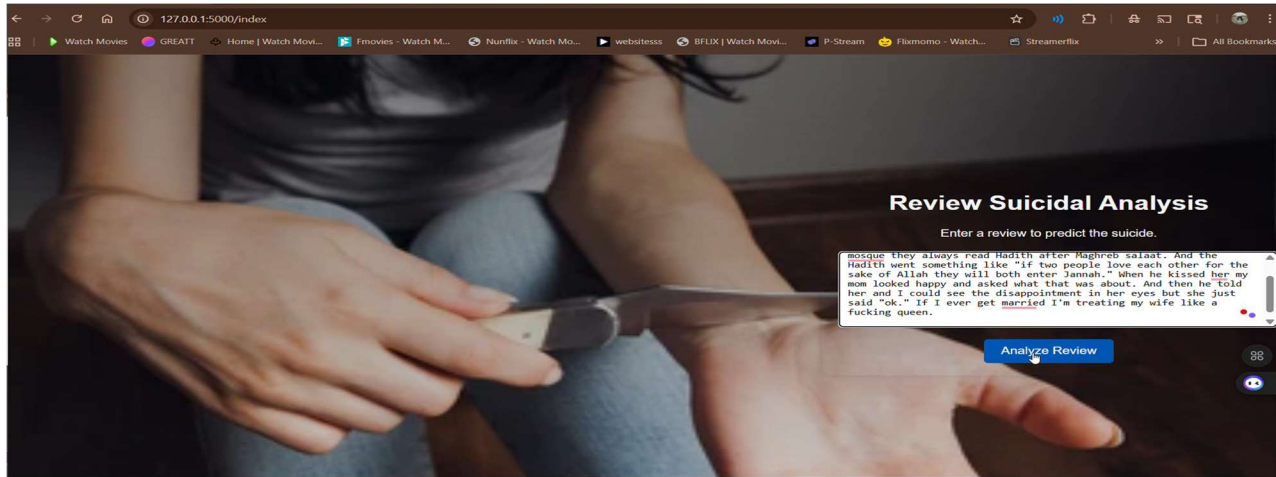 127.0.0.1:5000/index
Watch Movies
GREATT
Home | Watch Movi...
Fmovies - Watch M...
Nunflix - Watch Mo...
websitesss
BFLIX | Watch Movi...
P-Stream
Flixmomo - Watch...
Streamerflix
»
All Bookmarks
Review Suicidal Analysis
Enter a review to predict the suicide.
mosque they always read Hadith after Maghreb salaat. And the
Hadith went something like "if two people love each other for the
sake of Allah they will both enter Jannah." When he kissed her my
mom looked happy and asked what that was about. And then he told
her and I could see the disappointment in her eyes but she just
said "ok." If I ever get married I'm treating my wife like a
fucking queen.
Analyze Review